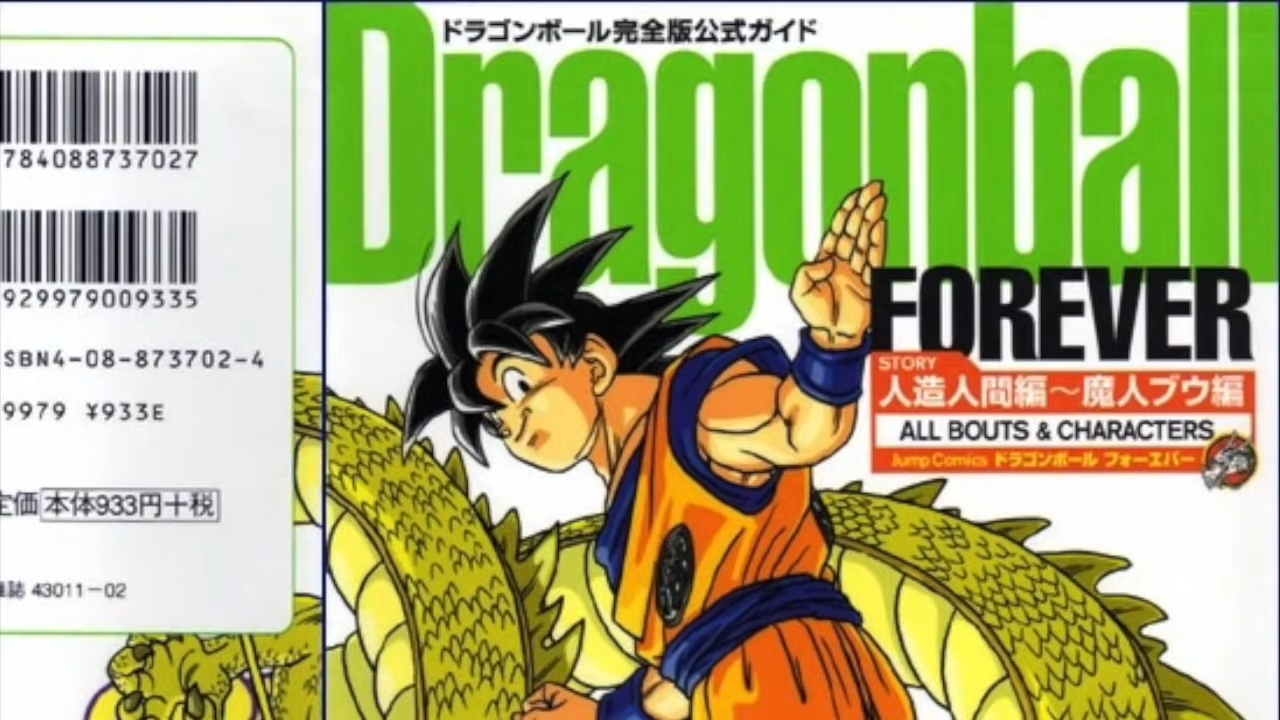 784088737027
929979009335
SBN4-08-873702-4
9979 ¥933E
定価 本体933円+税
雑誌 43011-02
ドラゴンボール完全版公式ガイド
Dragonball
FOREVER
STORY
人造人間編〜魔人ブウ編
ALL BOUTS & CHARACTERS
Jump Comics ドラゴンボール フォーエバー